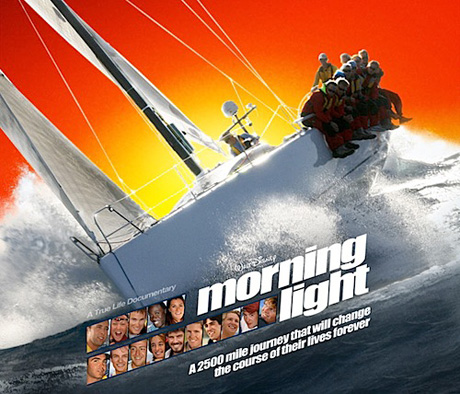 A True Life Documentary
Walt Disney
morning
light
A 2500 mile journey that will change
the course of their lives forever